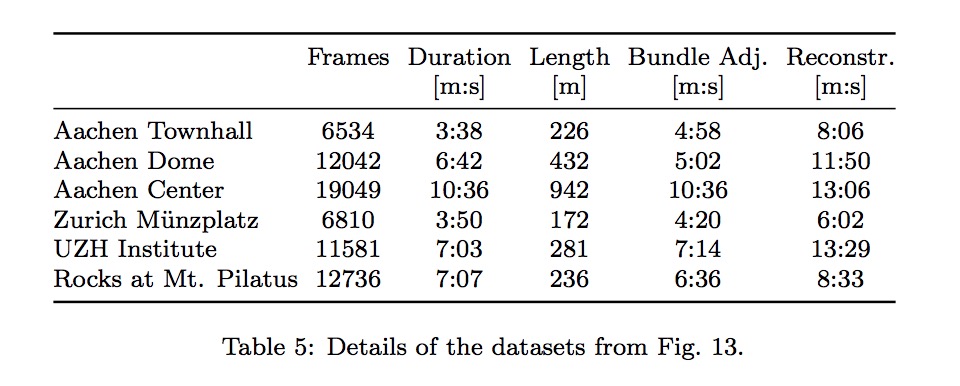 Frames Duration Length Bundle Adj. Reconstr.
[m:s] [m] [m:s] [m:s]
Aachen Townhall 6534 3:38 226 4:58 8:06
Aachen Dome 12042 6:42 432 5:02 11:50
Aachen Center 19049 10:36 942 10:36 13:06
Zurich Münzplatz 6810 3:50 172 4:20 6:02
UZH Institute 11581 7:03 281 7:14 13:29
Rocks at Mt. Pilatus 12736 7:07 236 6:36 8:33
Table 5: Details of the datasets from Fig. 13.